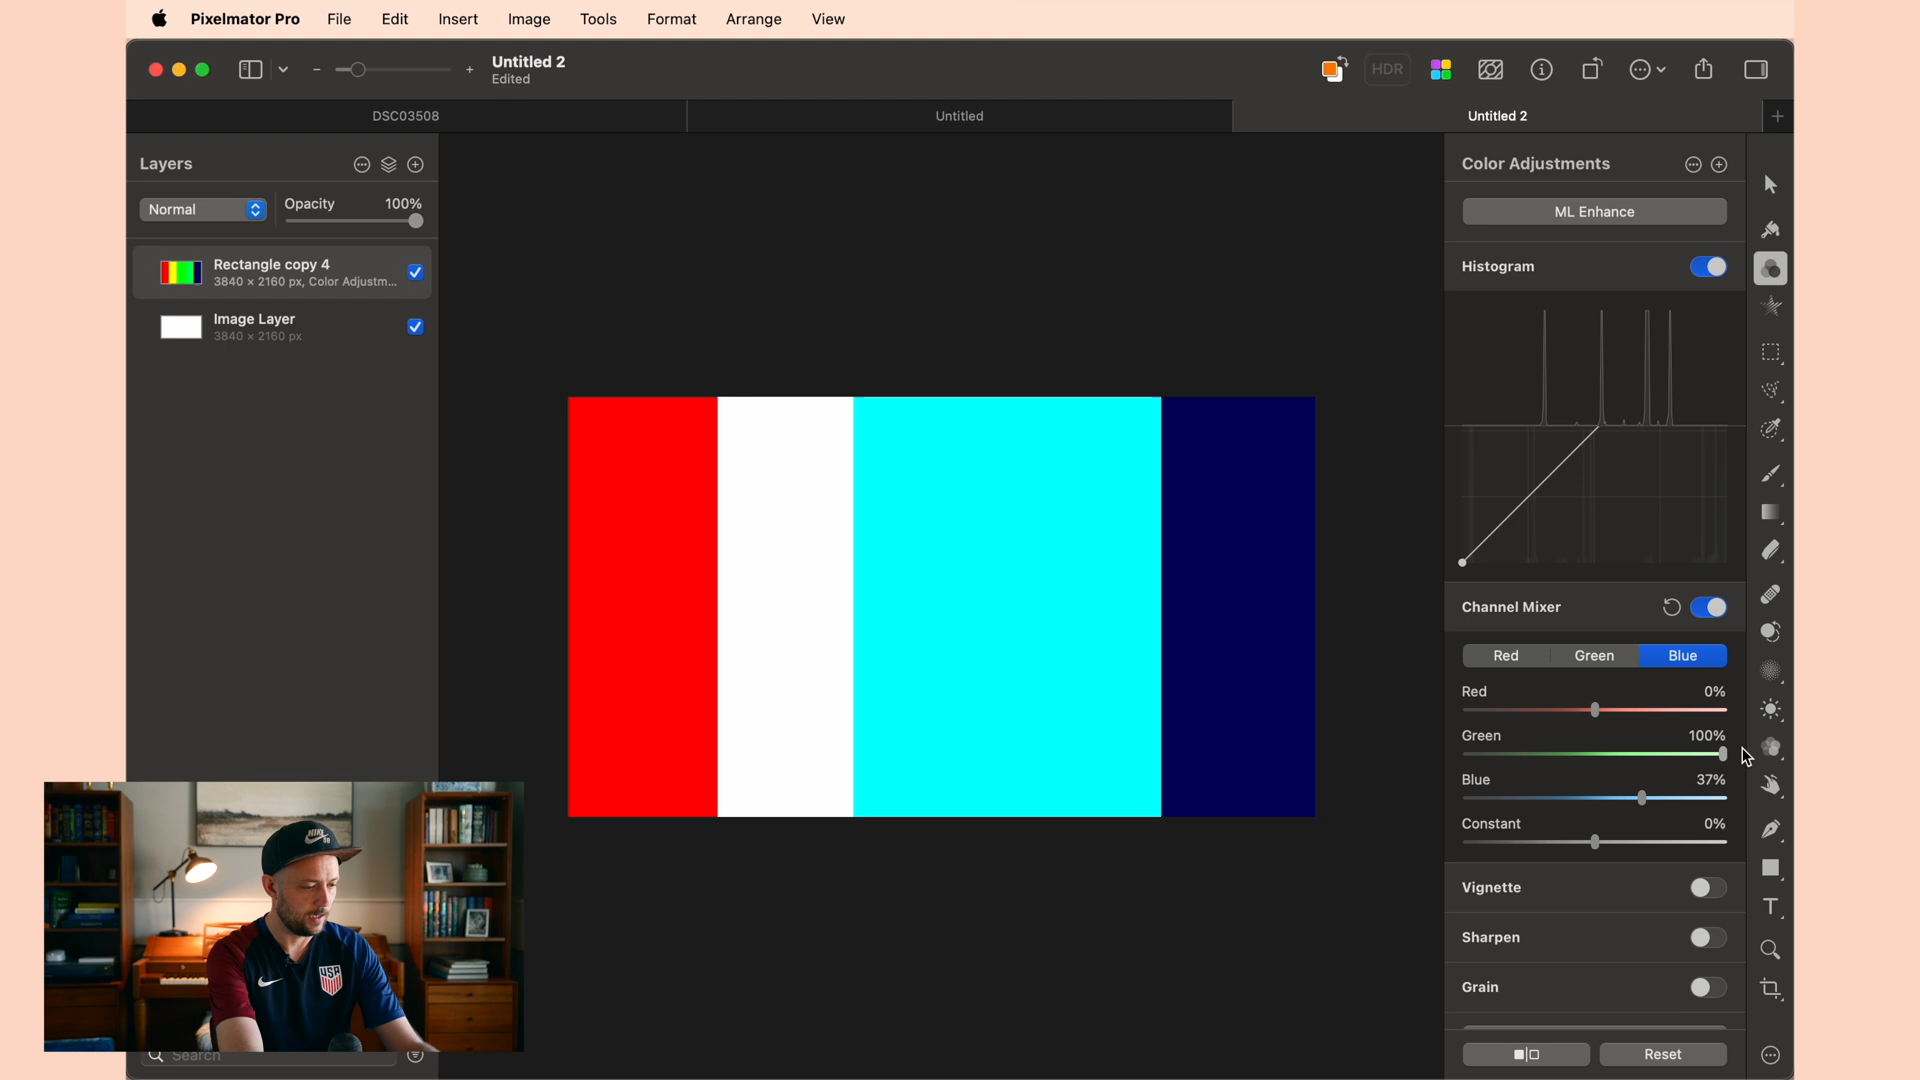 Pixelmator Pro File Edit Insert Image Tools Format Arrange View
Untitled 2
Edited
HDR
DSC03508 Untitled Untitled 2
Layers
Normal Opacity 100%
Rectangle copy 4
3840 × 2160 px, Color Adjustm...
Image Layer
3840 × 2160 px
Search
Color Adjustments
ML Enhance
Histogram
Channel Mixer
Red Green Blue
Red 0%
Green 100%
Blue 37%
Constant 0%
Vignette
Sharpen
Grain
Reset
NIKE
USA